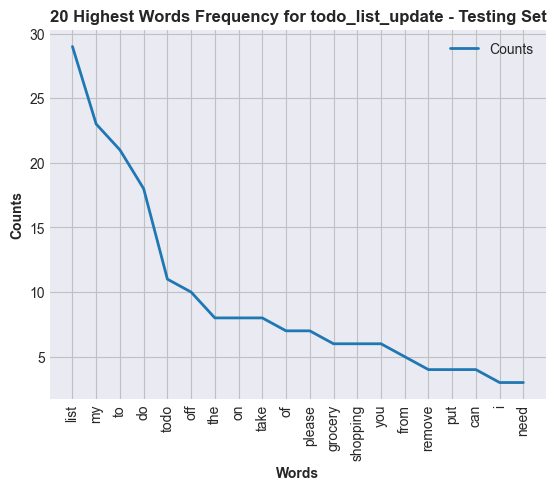 20 Highest Words Frequency for todo_list_update - Testing Set
Counts
Counts
30
25
20
15
10
5
list
my
to
do
todo
off
the
on
take
of
please
grocery
shopping
you
from
remove
put
can
i
need
Words